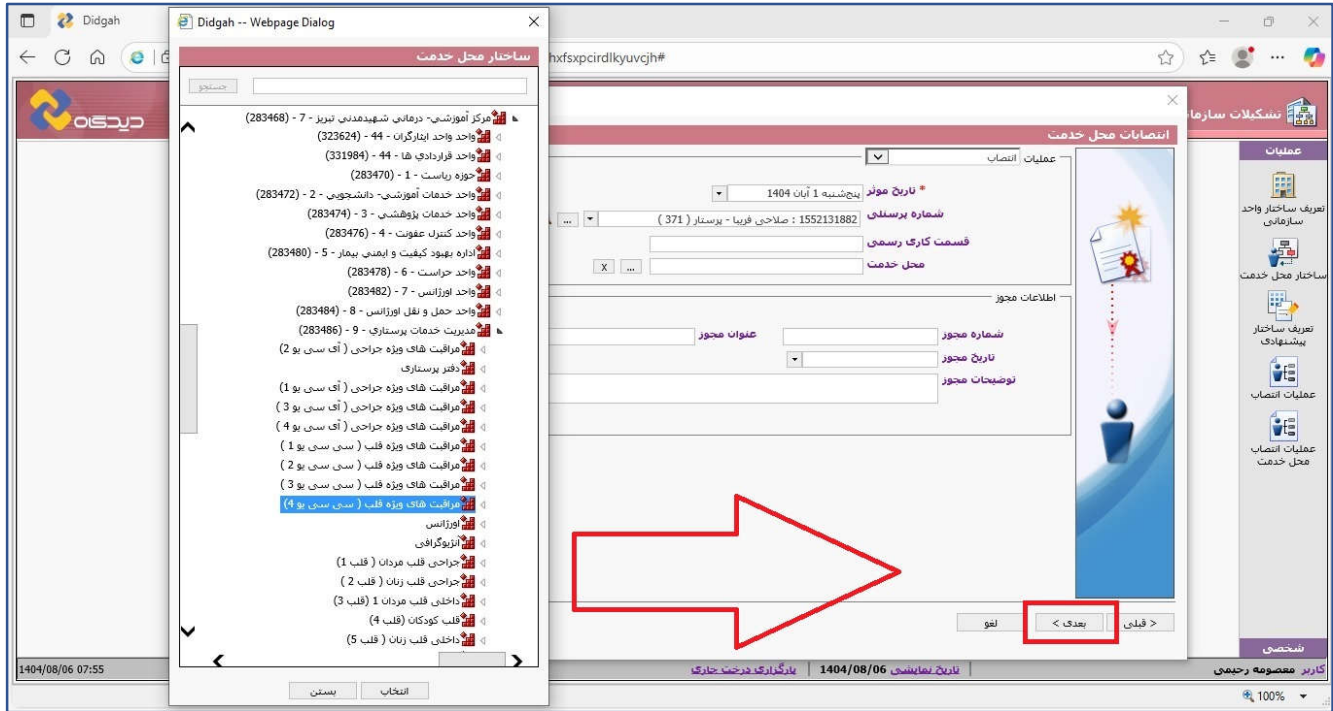 Didgah
Didgah -- Webpage Dialog
hxfsxpcirdlkyuvcjh#
ساختار محل خدمت
جستجو
مرکز آموزشی- درمانی شهیدمدنی تبریز - 7 - (283468)
واحد واحد ایثارگران - 44 - (323624)
واحد قراردادي ها - 44 - (331984)
حوزه ریاست - 1 - (283470)
واحد خدمات آموزشی- دانشجویی - 2 - (283472)
واحد خدمات پژوهشی - 3 - (283474)
واحد کنترل عفونت - 4 - (283476)
اداره بهبود کیفیت و ایمني بیمار - 5 - (283480)
واحد حراست - 6 - (283478)
واحد اورژانس - 7 - (283482)
واحد حمل و نقل اورژانس - 8 - (283484)
مدیریت خدمات پرستاري - 9 - (283486)
مراقبت های ویژه جراحی ( آی سی یو 2)
دفتر پرستاری
مراقبت های ویژه جراحی ( آی سی یو 1)
مراقبت های ویژه جراحی ( آی سی یو 3 )
مراقبت های ویژه جراحی ( آی سی یو 4 )
مراقبت های ویژه قلب ( سی سی یو 1 )
مراقبت های ویژه قلب ( سی سی یو 2 )
مراقبت های ویژه قلب ( سی سی یو 3 )
مراقبت های ویژه قلب ( سی سی یو 4)
اورژانس
آنژیوگرافی
جراحی قلب مردان ( قلب 1)
جراحی قلب زنان ( قلب 2 )
داخلی قلب مردان 1 (قلب 3)
قلب کودکان (قلب 4)
داخلی قلب زنان ( قلب 5)
انتخاب
بستن
دیدگاه
تشکیلات سازما
انتصابات محل خدمت
عملیات
انتصاب
* تاریخ موثر
پنج‌شنبه 1 آبان 1404
شماره پرسنلی
1552131882 : صلاحی فریبا - پرستار ( 371 )
...
قسمت کاری رسمی
محل خدمت
...
X
اطلاعات مجوز
شماره مجوز
عنوان مجوز
تاریخ مجوز
توضیحات مجوز
< قبلی
بعدی >
لغو
عملیات
تعریف ساختار واحد سازمانی
ساختار محل خدمت
تعریف ساختار پیشنهادی
عملیات انتصاب
عملیات انتصاب محل خدمت
شخصی
کاربر معصومه رحیمی
تاریخ نمایشی 1404/08/06
بارگزاری درخت جاری
1404/08/06 07:55
100%